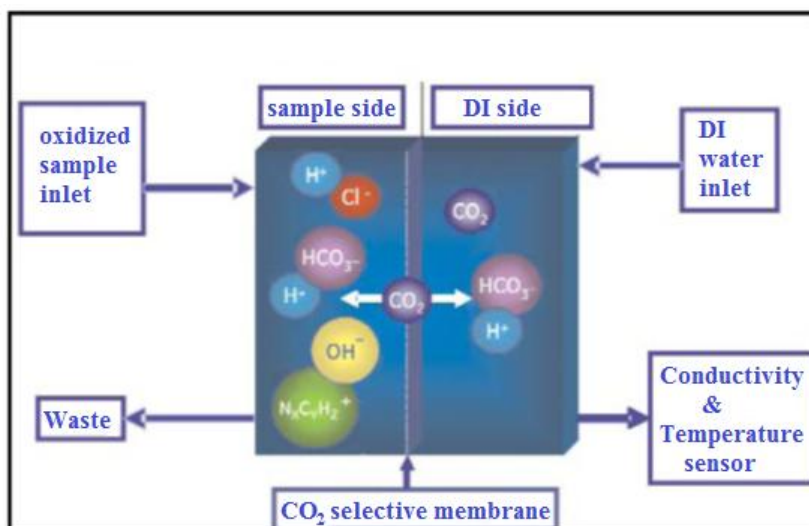 sample side
DI side
oxidized
sample
inlet
DI
water
inlet
H⁺
Cl⁻
CO₂
HCO₃⁻
H⁺
CO₂
HCO₃⁻
H⁺
OH⁻
NₓCᵧH₂⁺
Waste
Conductivity
&
Temperature
sensor
CO₂ selective membrane